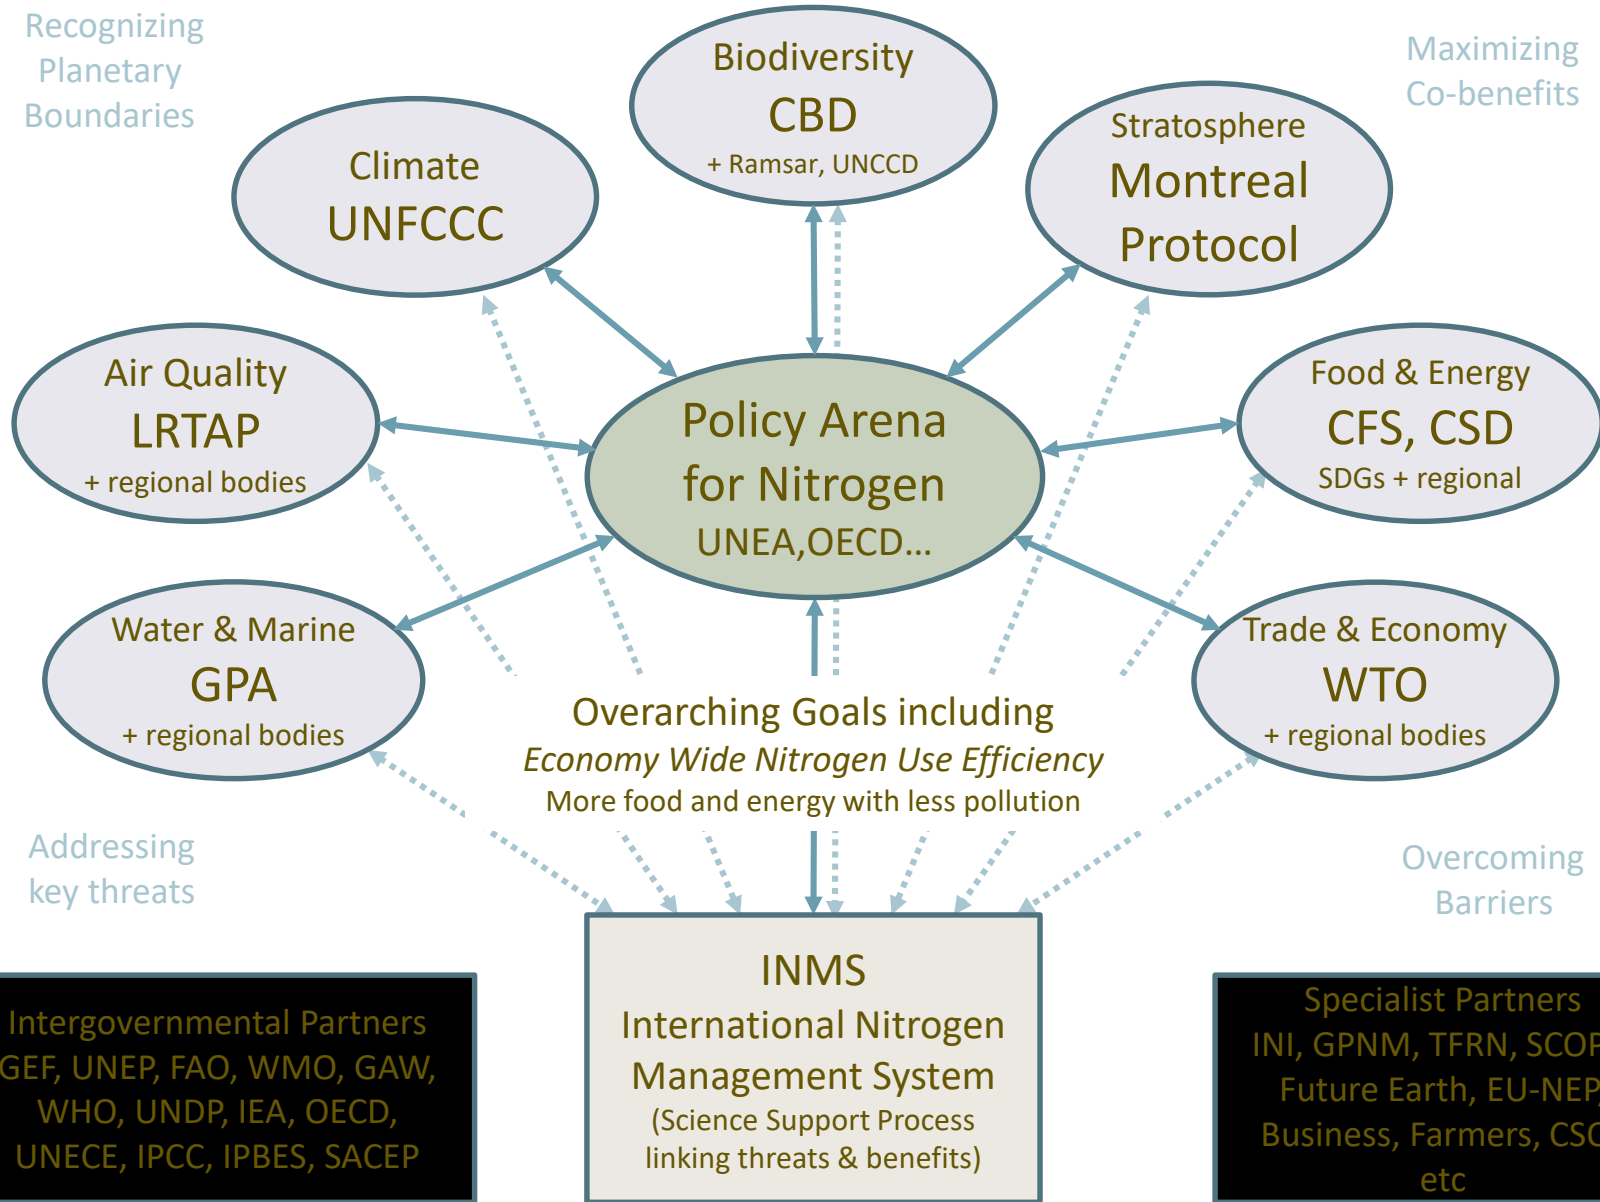 Recognizing
Planetary
Boundaries
Biodiversity
CBD
+ Ramsar, UNCCD
Maximizing
Co-benefits
Climate
UNFCCC
Stratosphere
Montreal
Protocol
Air Quality
LRTAP
+ regional bodies
Policy Arena
for Nitrogen
UNEA,OECD...
Food & Energy
CFS, CSD
SDGs + regional
Water & Marine
GPA
+ regional bodies
Trade & Economy
WTO
+ regional bodies
Overarching Goals including
Economy Wide Nitrogen Use Efficiency
More food and energy with less pollution
Addressing
key threats
Overcoming
Barriers
Intergovernmental Partners
GEF, UNEP, FAO, WMO, GAW,
WHO, UNDP, IEA, OECD,
UNECE, IPCC, IPBES, SACEP
INMS
International Nitrogen
Management System
(Science Support Process
linking threats & benefits)
Specialist Partners
INI, GPNM, TFRN,
Future Earth, EU-NEP,
Business, Farmers,
etc